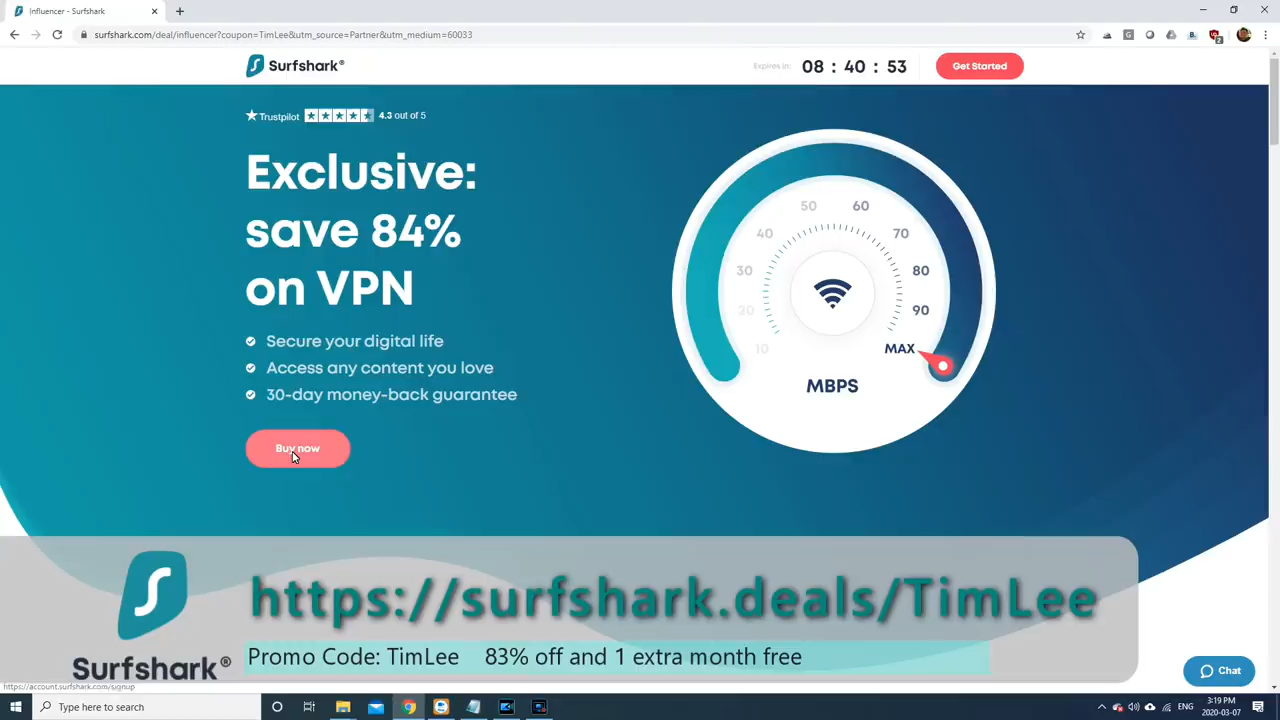 Influencer - Surfshark
surfshark.com/deal/influencer?coupon=TimLee&utm_source=Partner&utm_medium=60033
Surfshark®
Expires in:
08 : 40 : 53
Get Started
Trustpilot
4.3 out of 5
Exclusive:
save 84%
on VPN
Secure your digital life
Access any content you love
30-day money-back guarantee
Buy now
10
20
30
40
50
60
70
80
90
MAX
MBPS
https://surfshark.deals/TimLee
Promo Code: TimLee 83% off and 1 extra month free
Surfshark®
Chat
https://account.surfshark.com/signup
Type here to search
ENG
3:19 PM
2020-03-07